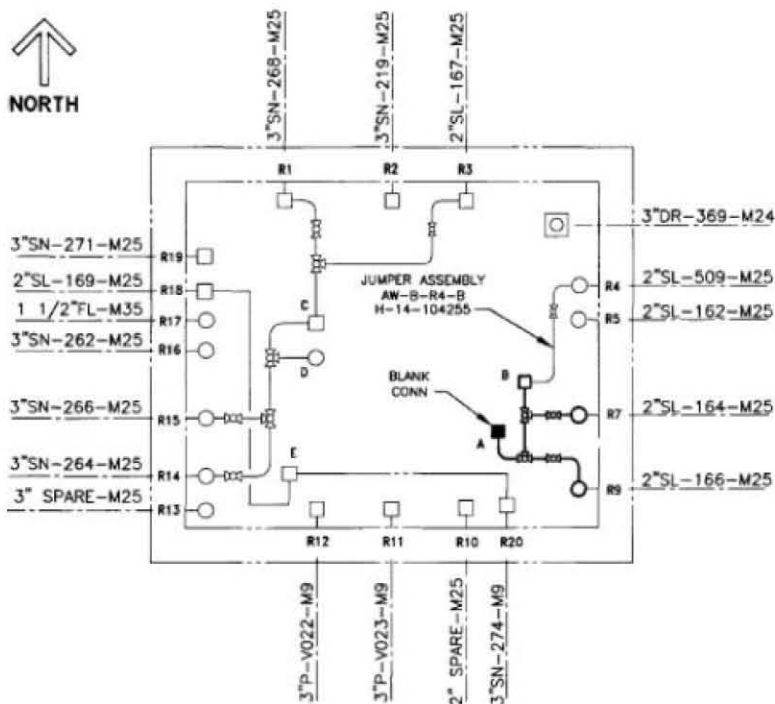 NORTH
3"SN-268-M25
3"SN-219-M25
2"SL-167-M25
R1
R2
R3
3"DR-369-M24
3"SN-271-M25
R19
2"SL-169-M25
R18
1 1/2"FL-M35
R17
3"SN-262-M25
R16
3"SN-266-M25
R15
3"SN-264-M25
R14
3" SPARE-M25
R13
JUMPER ASSEMBLY
AW-B-R4-B
H-14-104255
C
D
BLANK
CONN
B
A
E
R4
2"SL-509-M25
R5
2"SL-162-M25
R7
2"SL-164-M25
R9
2"SL-166-M25
R12
R11
R10
R20
3"P-V022-M9
3"P-V023-M9
2" SPARE-M25
3"SN-274-M9